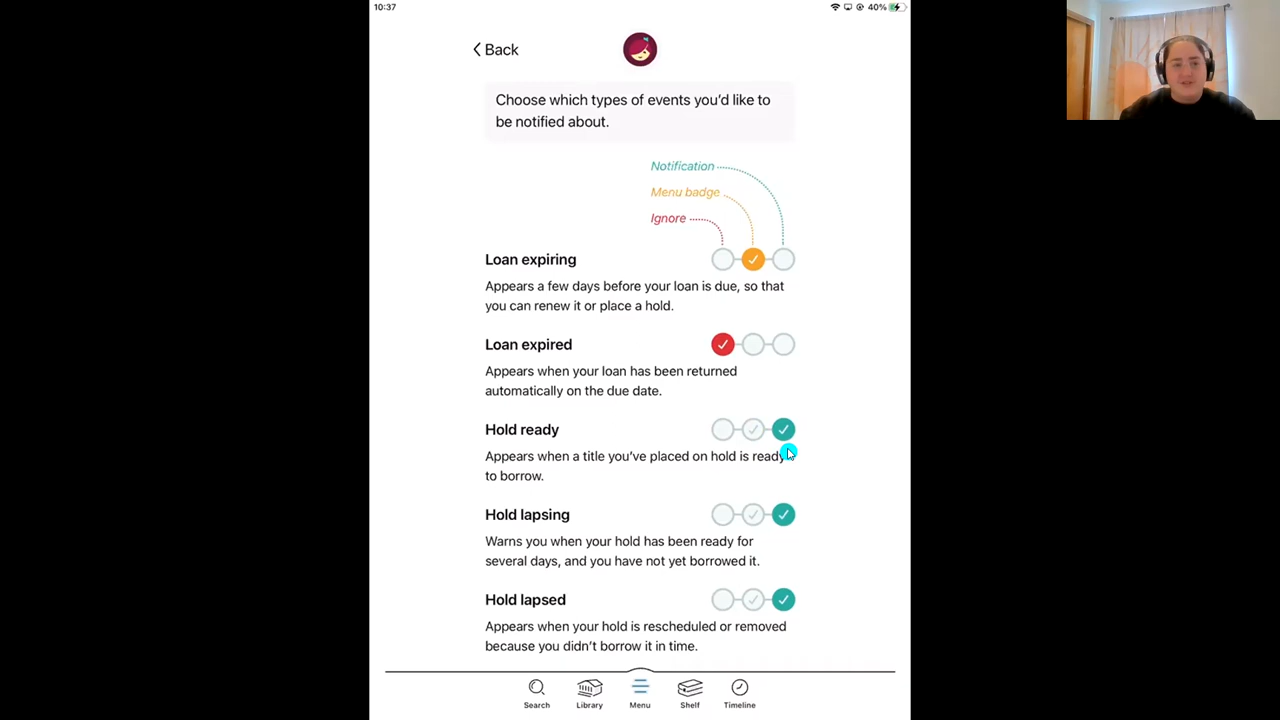 10:37
40%
Back
Choose which types of events you'd like to
be notified about.
Notification
Menu badge
Ignore
Loan expiring
Appears a few days before your loan is due, so that
you can renew it or place a hold.
Loan expired
Appears when your loan has been returned
automatically on the due date.
Hold ready
Appears when a title you've placed on hold is ready
to borrow.
Hold lapsing
Warns you when your hold has been ready for
several days, and you have not yet borrowed it.
Hold lapsed
Appears when your hold is rescheduled or removed
because you didn't borrow it in time.
Search
Library
Menu
Shelf
Timeline